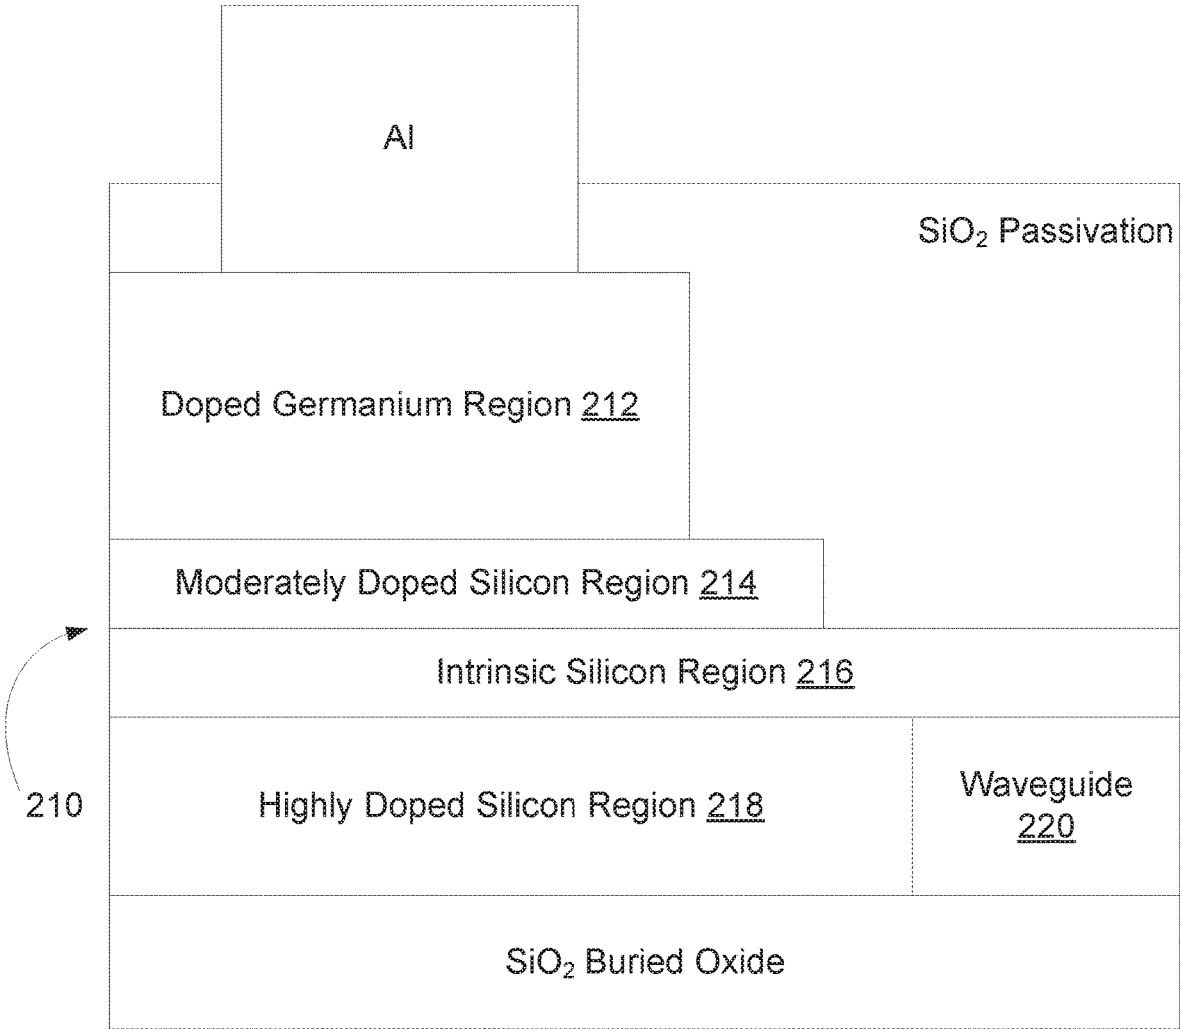 Al
SiO₂ Passivation
Doped Germanium Region 212
Moderately Doped Silicon Region 214
Intrinsic Silicon Region 216
Highly Doped Silicon Region 218
Waveguide
220
210
SiO₂ Buried Oxide